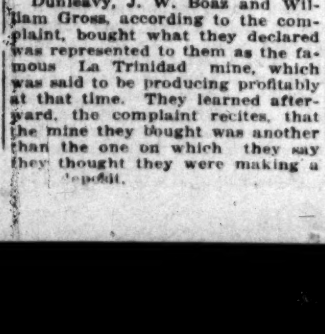 Dunleavy, J. W. Boaz and Wil-
liam Gross, according to the com-
plaint, bought what they declared
was represented to them as the fa-
mous La Trinidad mine, which
was said to be producing profitably
at that time. They learned after-
ward, the complaint recites, that
the mine they bought was another
than the one on which they say
they thought they were making a
deposit.